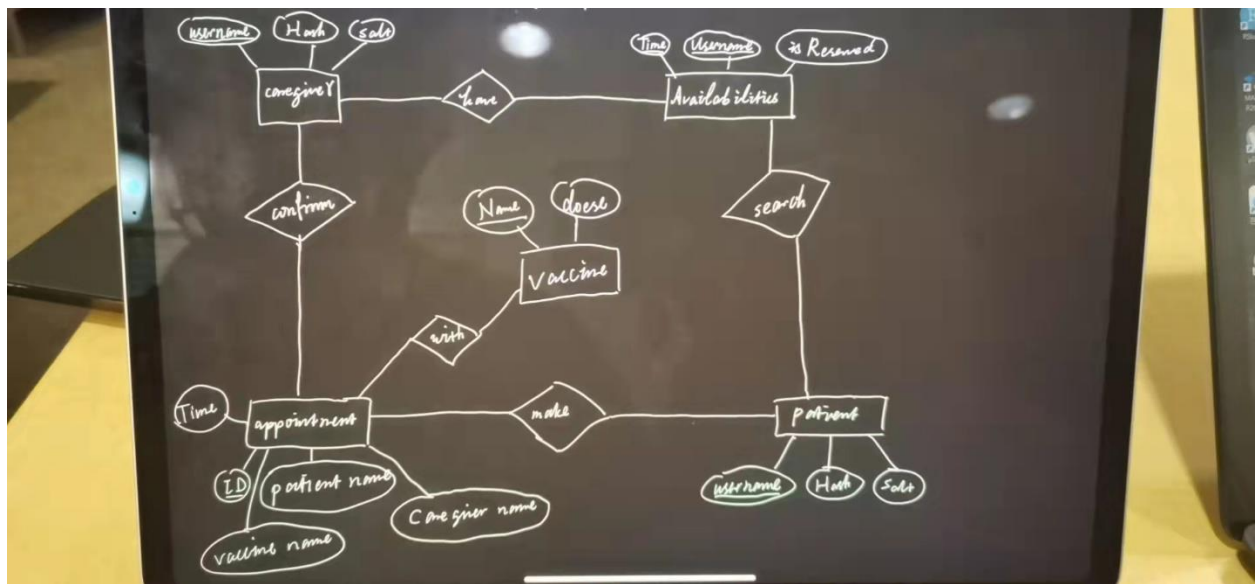 username Hash salt
Time Username is Reserved
caregiver have Availabilities
confirm search
Name doese
Vaccine
with
Time appointment make patient
ID patient name username Hash Salt
Caregiver name
vaccine name